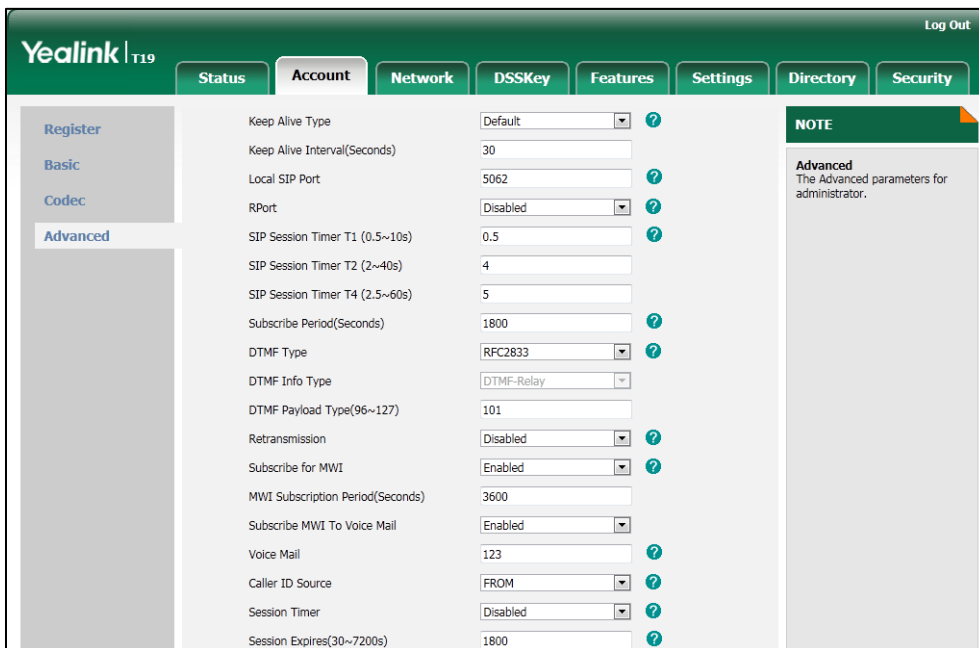 Log Out
Yealink | T19
Status Account Network DSSKey Features Settings Directory Security
Register
Basic
Codec
Advanced
Keep Alive Type Default ?
Keep Alive Interval(Seconds) 30
Local SIP Port 5062 ?
RPort Disabled ?
SIP Session Timer T1 (0.5~10s) 0.5 ?
SIP Session Timer T2 (2~40s) 4
SIP Session Timer T4 (2.5~60s) 5
Subscribe Period(Seconds) 1800 ?
DTMF Type RFC2833 ?
DTMF Info Type DTMF-Relay
DTMF Payload Type(96~127) 101
Retransmission Disabled ?
Subscribe for MWI Enabled ?
MWI Subscription Period(Seconds) 3600
Subscribe MWI To Voice Mail Enabled
Voice Mail 123 ?
Caller ID Source FROM ?
Session Timer Disabled ?
Session Expires(30~7200s) 1800 ?
NOTE
Advanced
The Advanced parameters for
administrator.